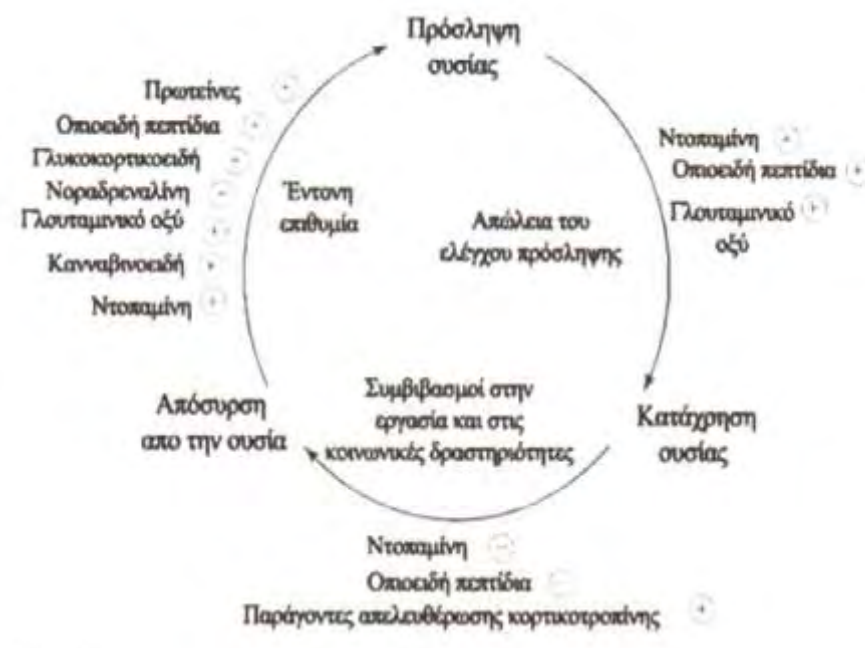 Πρόσληψη
ουσίας
Πρωτεΐνες +
Οπιοειδή πεπτίδια +
Γλυκοκορτικοειδή +
Νοραδρεναλίνη +
Γλουταμινικό οξύ +
Κανναβινοειδή +
Ντοπαμίνη +
Έντονη
επιθυμία
Ντοπαμίνη +
Οπιοειδή πεπτίδια +
Γλουταμινικό +
οξύ
Απώλεια του
ελέγχου πρόσληψης
Απόσυρση
απο την ουσία
Συμβιβασμοί στην
εργασία και στις
κοινωνικές δραστηριότητες
Κατάχρηση
ουσίας
Ντοπαμίνη -
Οπιοειδή πεπτίδια
Παράγοντες απελευθέρωσης κορτικοτροπίνης +